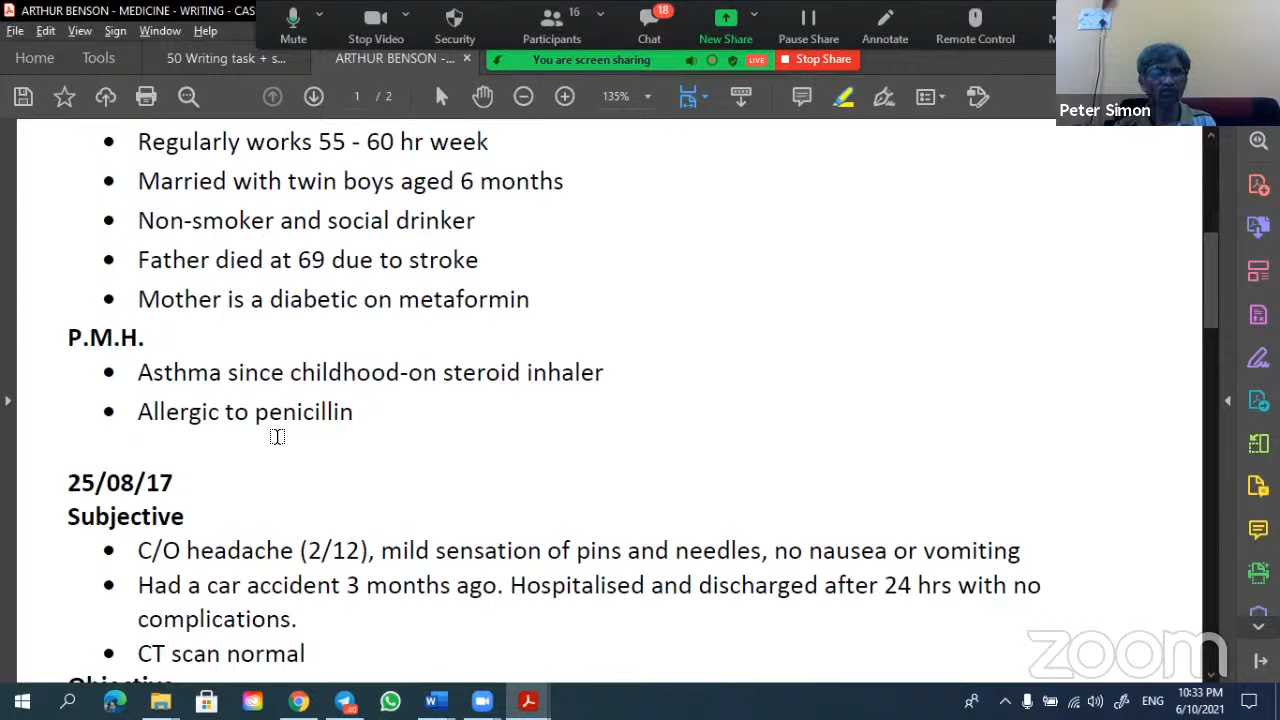 ARTHUR BENSON - MEDICINE - WRITING - CAS
File Edit View Sign Window Help
Mute
Stop Video
Security
16
Participants
18
Chat
New Share
Pause Share
Annotate
Remote Control
Home Tools 50 Writing task + s... ARTHUR BENSON -... ×
You are screen sharing LIVE Stop Share
1 / 2 135%
Peter Simon
• Regularly works 55 - 60 hr week
• Married with twin boys aged 6 months
• Non-smoker and social drinker
• Father died at 69 due to stroke
• Mother is a diabetic on metaformin
P.M.H.
• Asthma since childhood-on steroid inhaler
• Allergic to penicillin
25/08/17
Subjective
• C/O headache (2/12), mild sensation of pins and needles, no nausea or vomiting
• Had a car accident 3 months ago. Hospitalised and discharged after 24 hrs with no
complications.
• CT scan normal
Objective
zoom
ENG
10:33 PM
6/10/2021